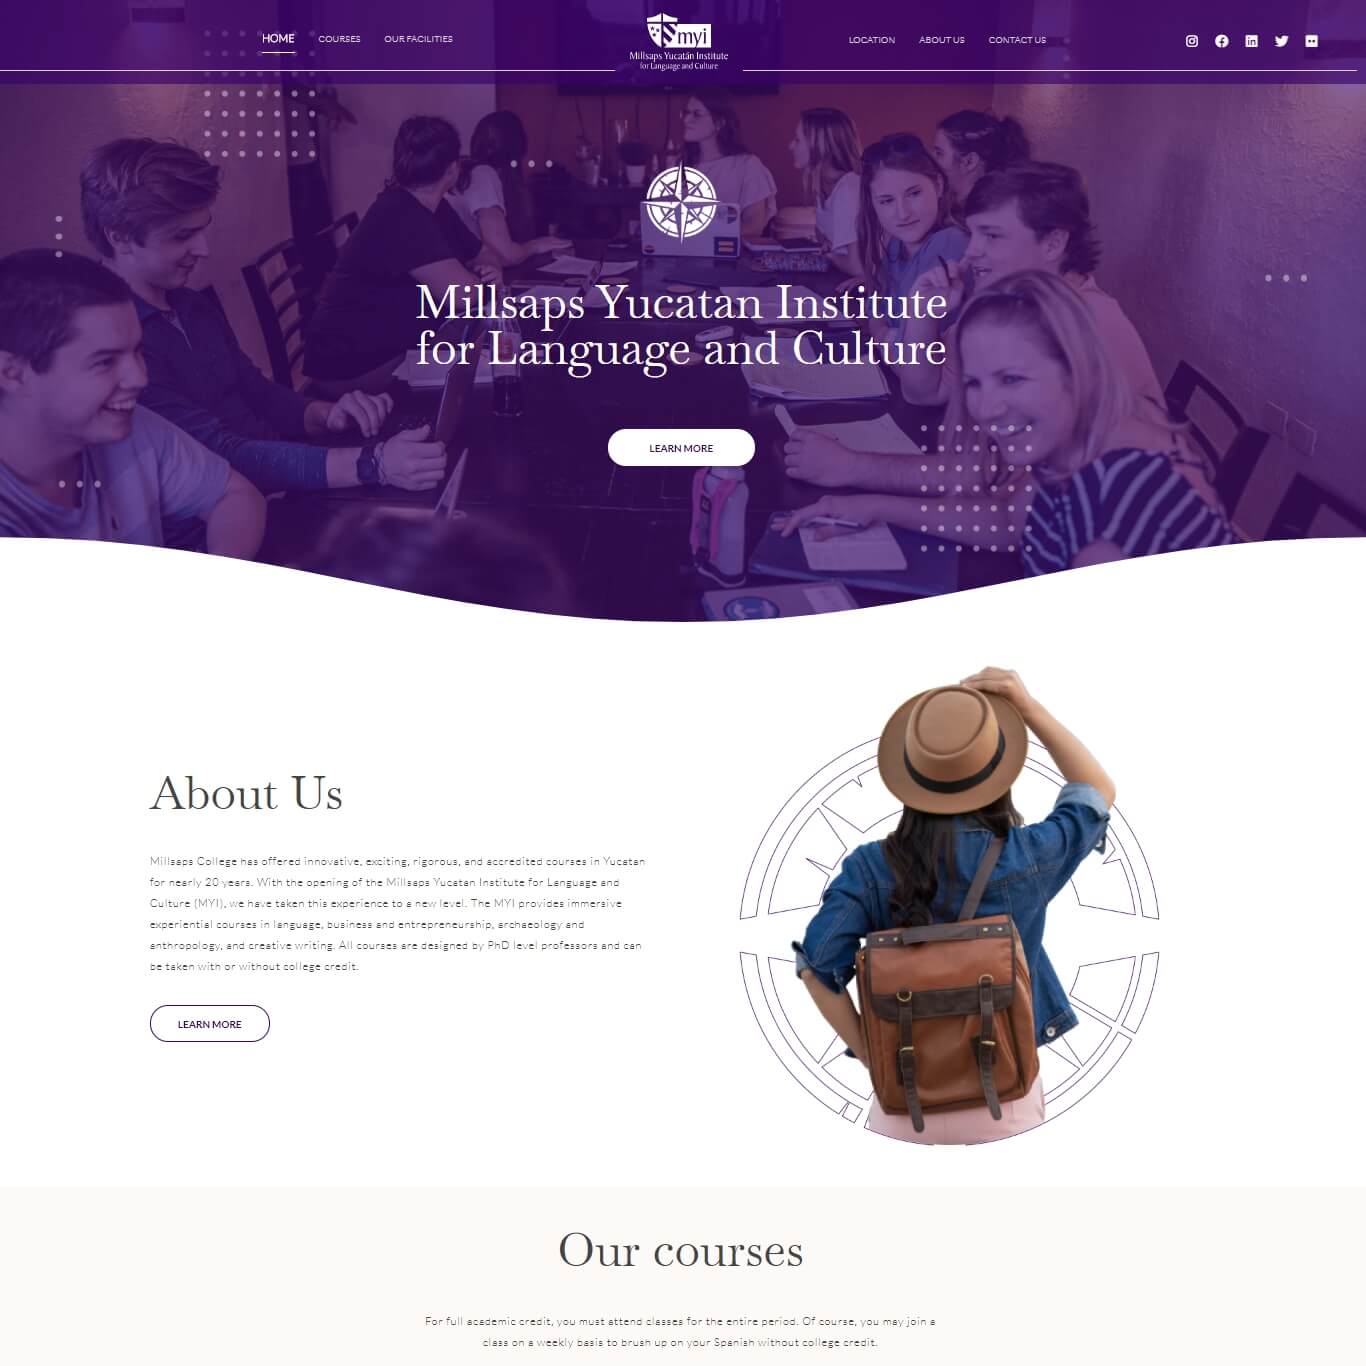 HOME
COURSES
OUR FACILITIES
myi
Millsaps Yucatán Institute
for Language and Culture
LOCATION
ABOUT US
CONTACT US
Millsaps Yucatan Institute
for Language and Culture
LEARN MORE
About Us
Millsaps College has offered innovative, exciting, rigorous, and accredited courses in Yucatan
for nearly 20 years. With the opening of the Millsaps Yucatan Institute for Language and
Culture (MYI), we have taken this experience to a new level. The MYI provides immersive
experiential courses in language, business and entrepreneurship, archaeology and
anthropology, and creative writing. All courses are designed by PhD level professors and can
be taken with or without college credit.
LEARN MORE
Our courses
For full academic credit, you must attend classes for the entire period. Of course, you may join a
class on a weekly basis to brush up on your Spanish without college credit.